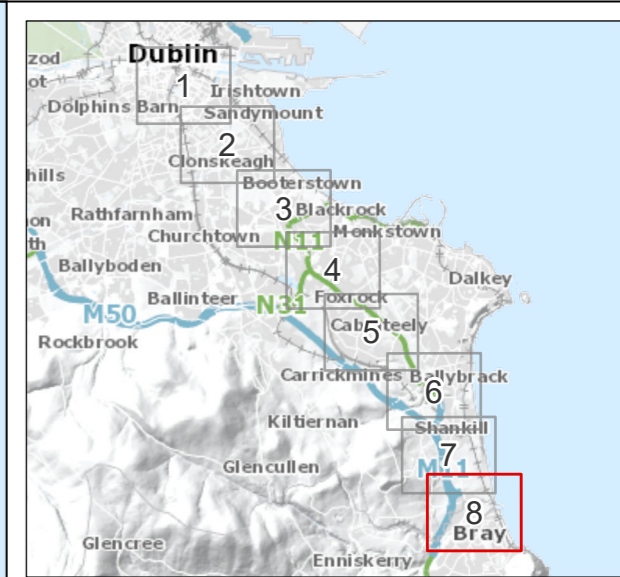 Dublin
zod
ot
1
Irishtown
Dolphins Barn
Sandymount
2
Clonskeagh
hills
Booterstown
3
Blackrock
Rathfarnham
on
th
Churchtown
N11
Monkstown
Ballyboden
4
Dalkey
Ballinteer
N31
Foxrock
M50
Cabinteely
5
Rockbrook
Carrickmines
Ballybrack
6
Kiltiernan
Shankill
7
Glencullen
M11
8
Bray
Glencree
Enniskerry